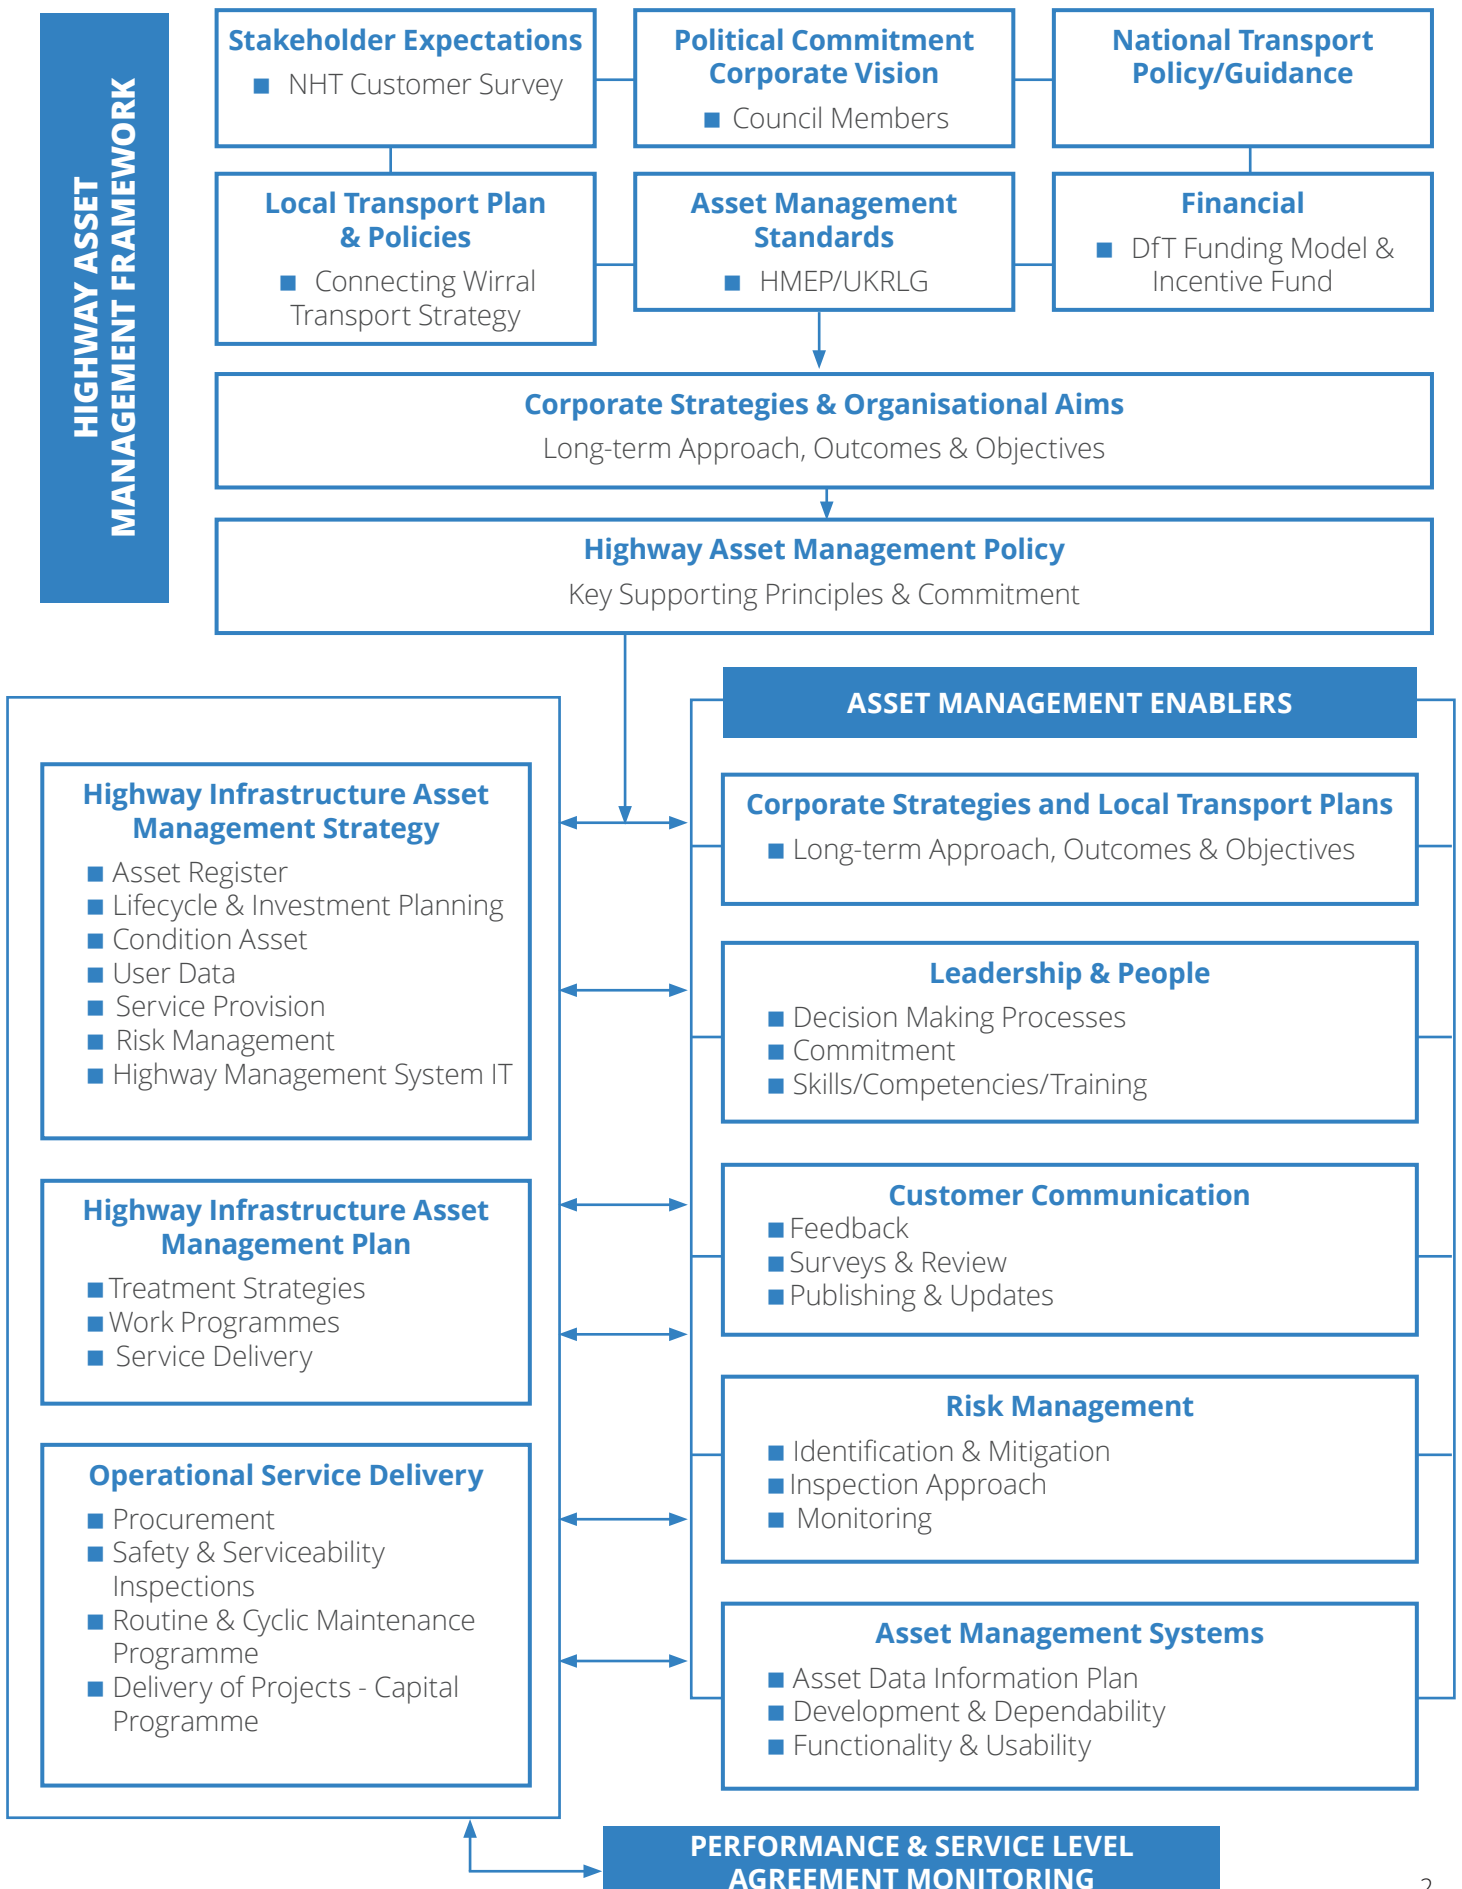 HIGHWAY ASSET
MANAGEMENT FRAMEWORK
Stakeholder Expectations
■ NHT Customer Survey
Political Commitment
Corporate Vision
■ Council Members
National Transport
Policy/Guidance
Local Transport Plan
& Policies
■ Connecting Wirral
Transport Strategy
Asset Management
Standards
■ HMEP/UKRLG
Financial
■ DfT Funding Model &
Incentive Fund
Corporate Strategies & Organisational Aims
Long-term Approach, Outcomes & Objectives
Highway Asset Management Policy
Key Supporting Principles & Commitment
Highway Infrastructure Asset
Management Strategy
■ Asset Register
■ Lifecycle & Investment Planning
■ Condition Asset
■ User Data
■ Service Provision
■ Risk Management
■ Highway Management System IT
Highway Infrastructure Asset
Management Plan
■ Treatment Strategies
■ Work Programmes
■ Service Delivery
Operational Service Delivery
■ Procurement
■ Safety & Serviceability
Inspections
■ Routine & Cyclic Maintenance
Programme
■ Delivery of Projects - Capital
Programme
ASSET MANAGEMENT ENABLERS
Corporate Strategies and Local Transport Plans
■ Long-term Approach, Outcomes & Objectives
Leadership & People
■ Decision Making Processes
■ Commitment
■ Skills/Competencies/Training
Customer Communication
■ Feedback
■ Surveys & Review
■ Publishing & Updates
Risk Management
■ Identification & Mitigation
■ Inspection Approach
■ Monitoring
Asset Management Systems
■ Asset Data Information Plan
■ Development & Dependability
■ Functionality & Usability
PERFORMANCE & SERVICE LEVEL
AGREEMENT MONITORING
2